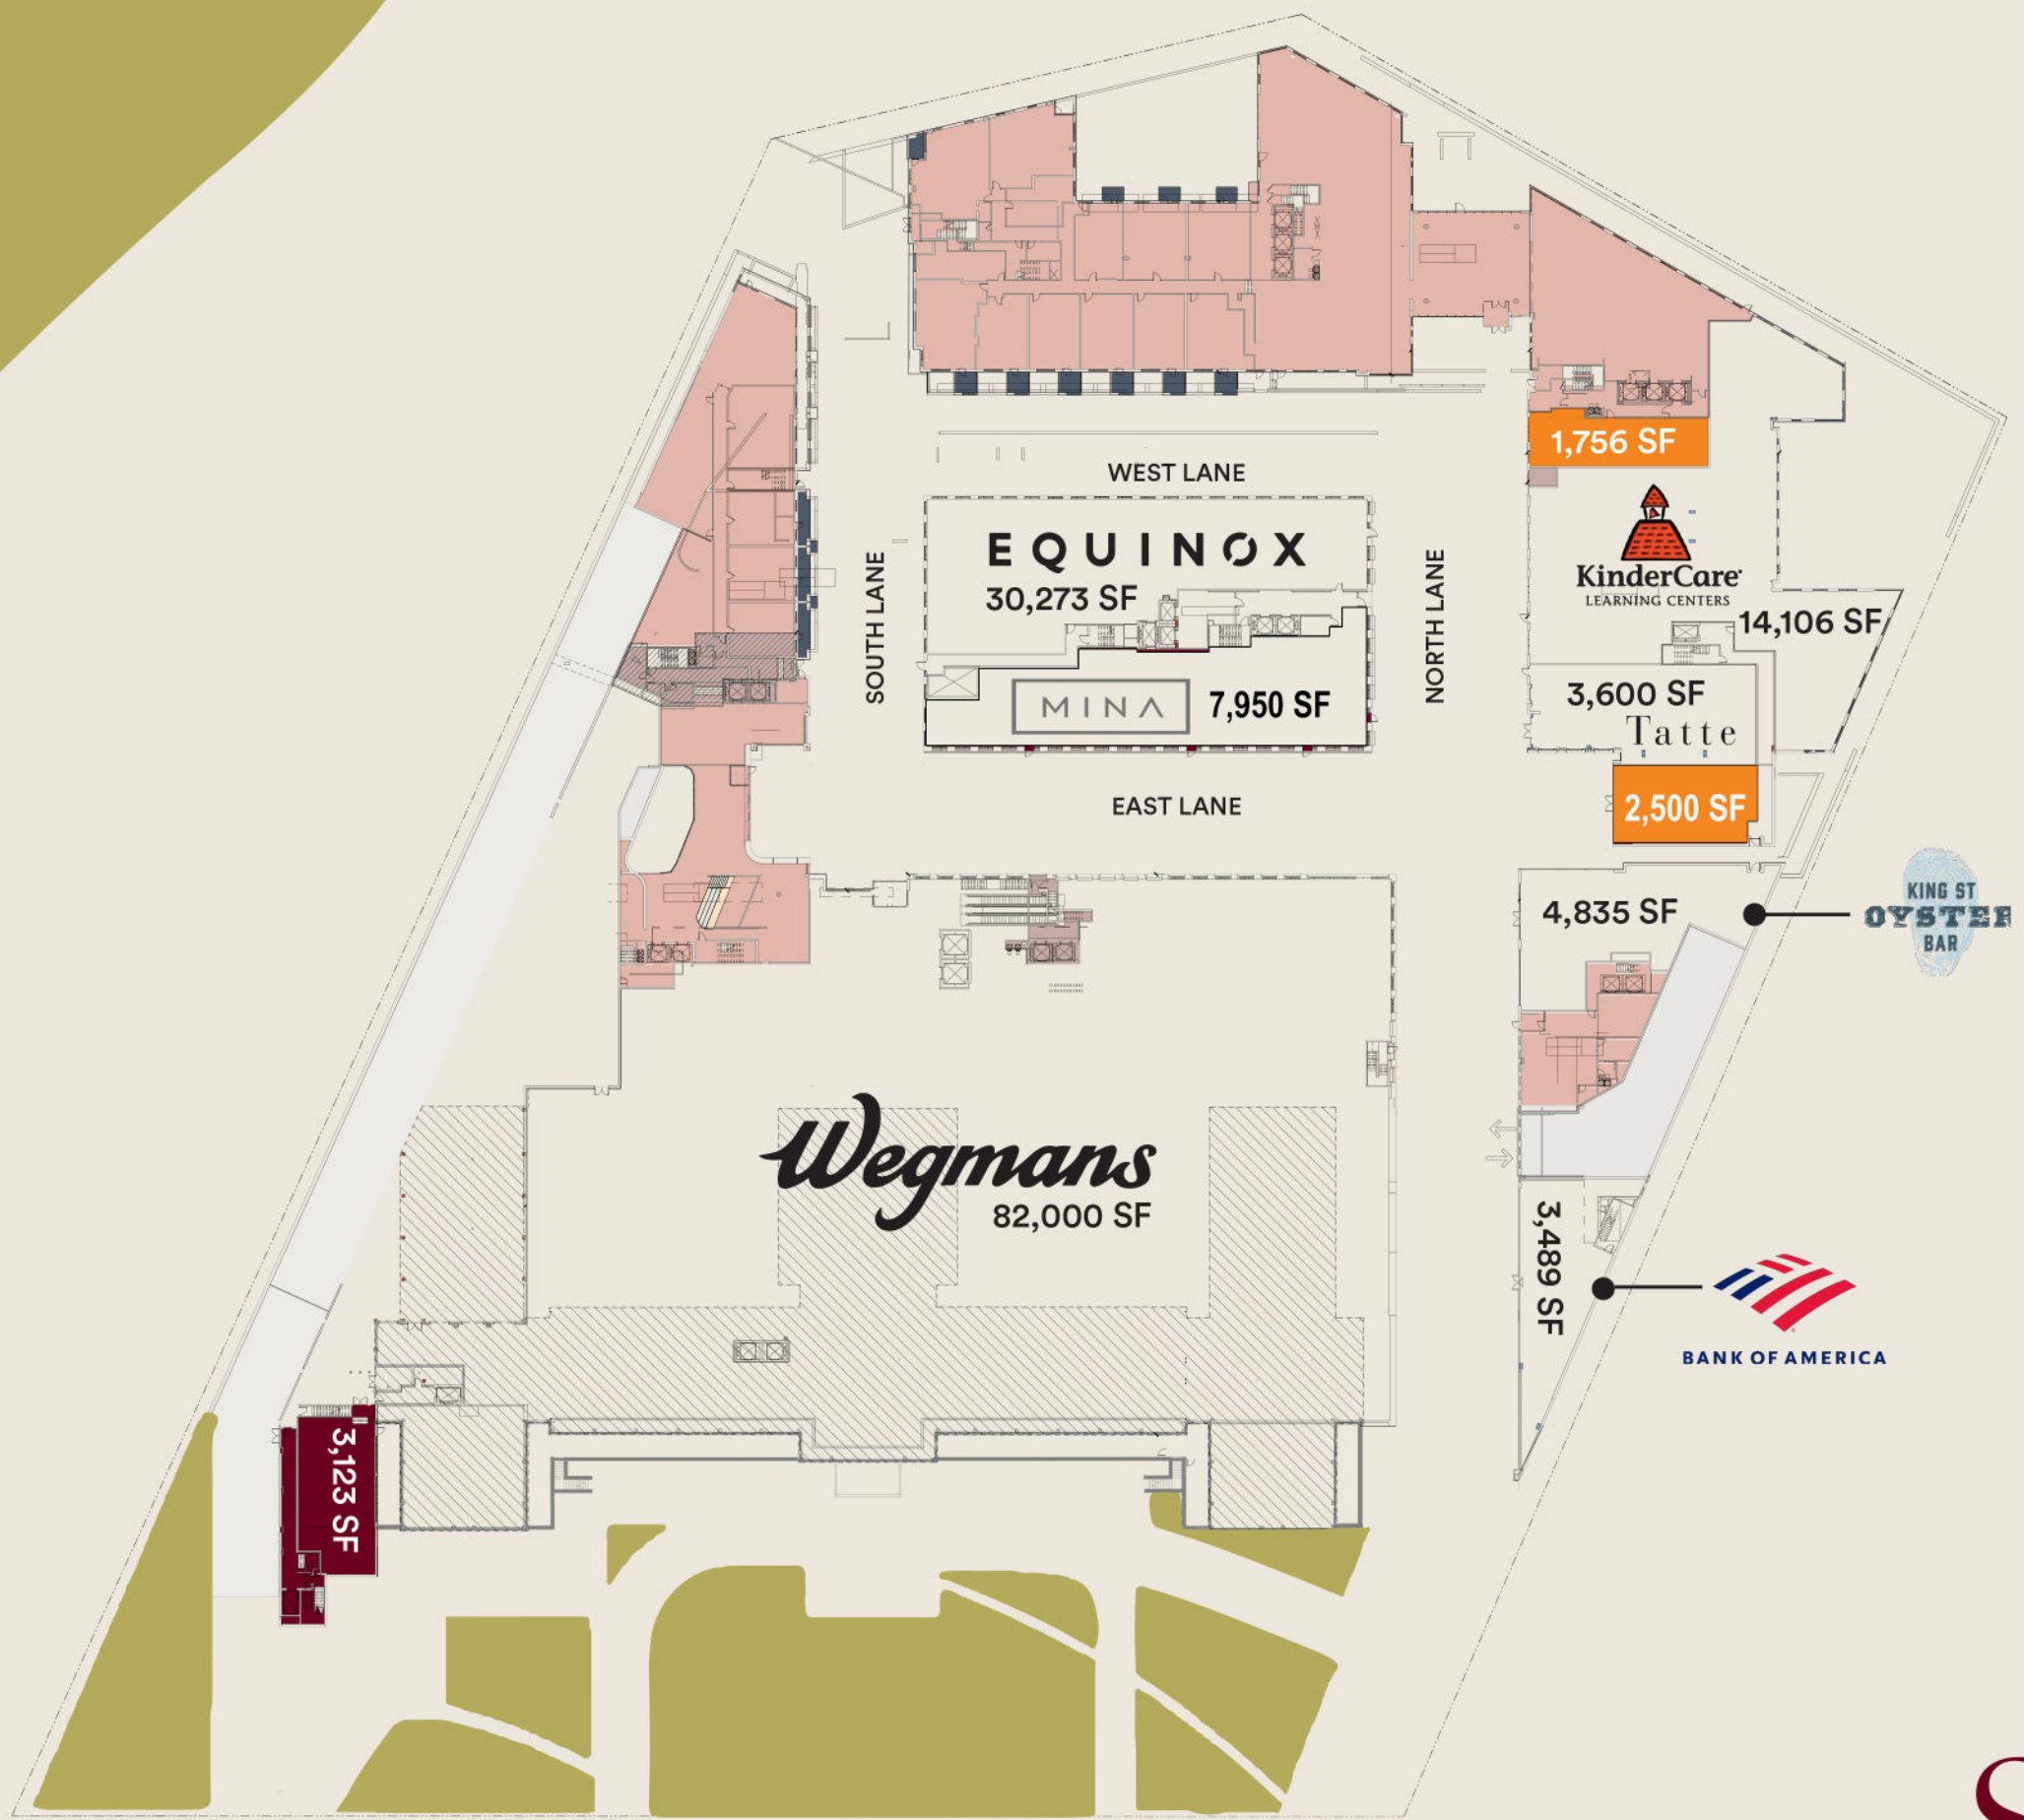 1,756 SF
WEST LANE
EQUINOX
30,273 SF
SOUTH LANE
NORTH LANE
KinderCare
LEARNING CENTERS
14,106 SF
MINA
7,950 SF
3,600 SF
Tatte
EAST LANE
2,500 SF
4,835 SF
KING ST
OYSTER
BAR
Wegmans
82,000 SF
3,489 SF
BANK OF AMERICA
3,123 SF